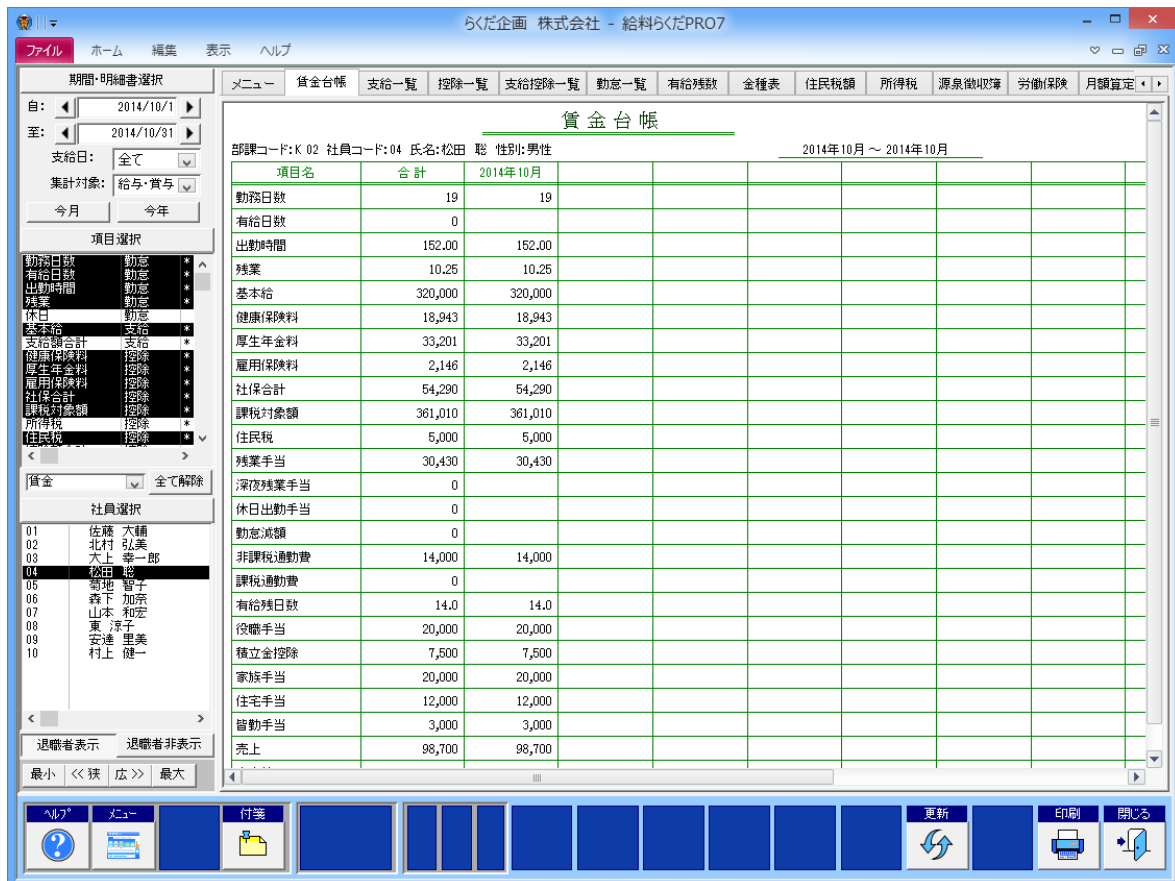 らくだ企画 株式会社 - 給料らくだPRO7
ファイル ホーム 編集 表示 ヘルプ
期間・明細書選択
自: 2014/10/1
至: 2014/10/31
支給日: 全て
集計対象: 給与・賞与
今月 今年
項目選択
勤務日数 勤怠 *
有給日数 勤怠 *
出勤時間 勤怠 *
残業 勤怠 *
休日 勤怠
基本給 支給 *
支給額合計 支給 *
健康保険料 控除 *
厚生年金料 控除 *
雇用保険料 控除 *
社保合計 控除 *
課税対象額 控除 *
所得税 控除 *
住民税 控除 *
賃金 全て解除
社員選択
01 佐藤 大輔
02 北村 弘美
03 大上 幸一郎
04 松田 聡
05 菊地 智子
06 森下 加奈
07 山本 和宏
08 東 涼子
09 安達 里美
10 村上 健一
退職者表示 退職者非表示
最小 <<狭 広>> 最大
メニュー 賃金台帳 支給一覧 控除一覧 支給控除一覧 勤怠一覧 有給残数 金種表 住民税額 所得税 源泉徴収簿 労働保険 月額算定
賃金台帳
部課コード:K 02 社員コード:04 氏名:松田 聡 性別:男性 2014年10月 ~ 2014年10月
項目名 合計 2014年10月
勤務日数 19 19
有給日数 0
出勤時間 152.00 152.00
残業 10.25 10.25
基本給 320,000 320,000
健康保険料 18,943 18,943
厚生年金料 33,201 33,201
雇用保険料 2,146 2,146
社保合計 54,290 54,290
課税対象額 361,010 361,010
住民税 5,000 5,000
残業手当 30,430 30,430
深夜残業手当 0
休日出勤手当 0
勤怠減額 0
非課税通勤費 14,000 14,000
課税通勤費 0
有給残日数 14.0 14.0
役職手当 20,000 20,000
積立金控除 7,500 7,500
家族手当 20,000 20,000
住宅手当 12,000 12,000
皆勤手当 3,000 3,000
売上 98,700 98,700
ヘルプ メニュー 付箋 更新 印刷 閉じる